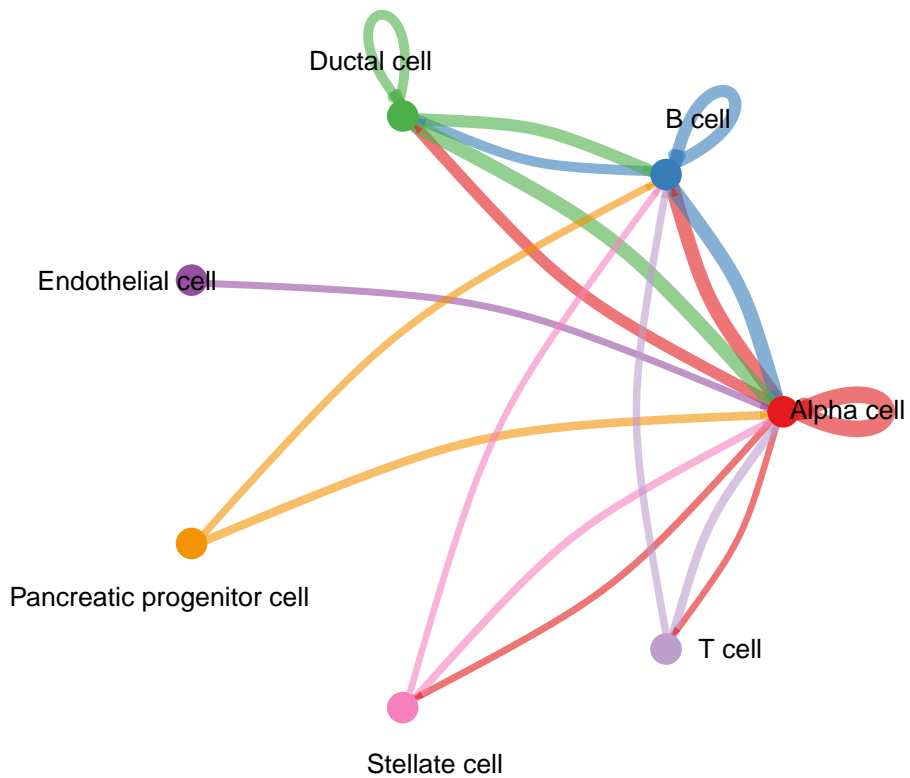 Ductal cell
B cell
Endothelial cell
Alpha cell
Pancreatic progenitor cell
T cell
Stellate cell